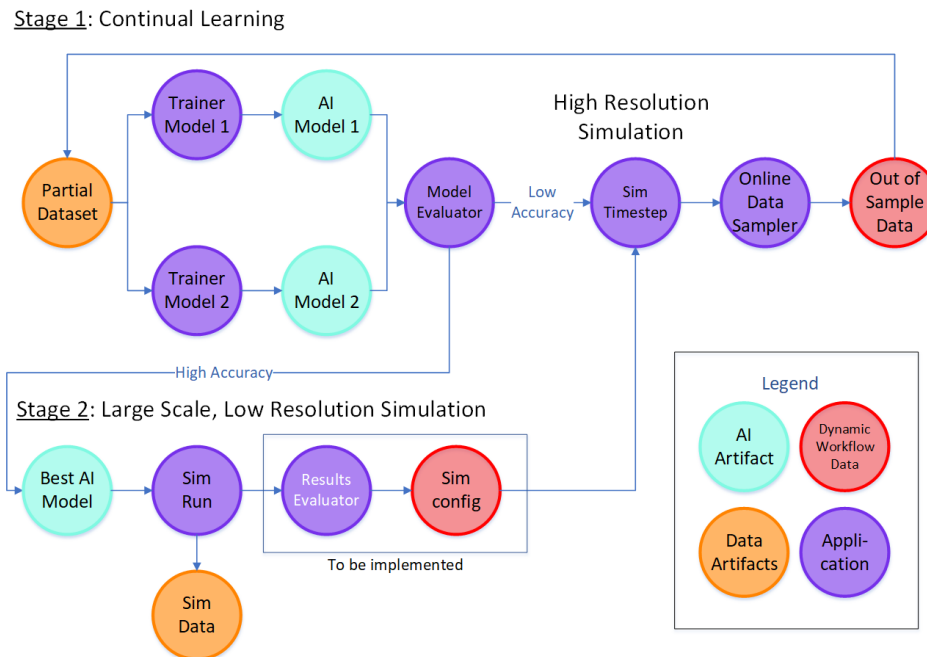 Stage 1: Continual Learning
Trainer
Model 1
AI
Model 1
High Resolution
Simulation
Partial
Dataset
Model
Evaluator
Low
Accuracy
Sim
Timestep
Online
Data
Sampler
Out of
Sample
Data
Trainer
Model 2
AI
Model 2
High Accuracy
Stage 2: Large Scale, Low Resolution Simulation
Best AI
Model
Sim
Run
Results
Evaluator
Sim
config
To be implemented
Sim
Data
Legend
AI
Artifact
Dynamic
Workflow
Data
Data
Artifacts
Appli-
cation